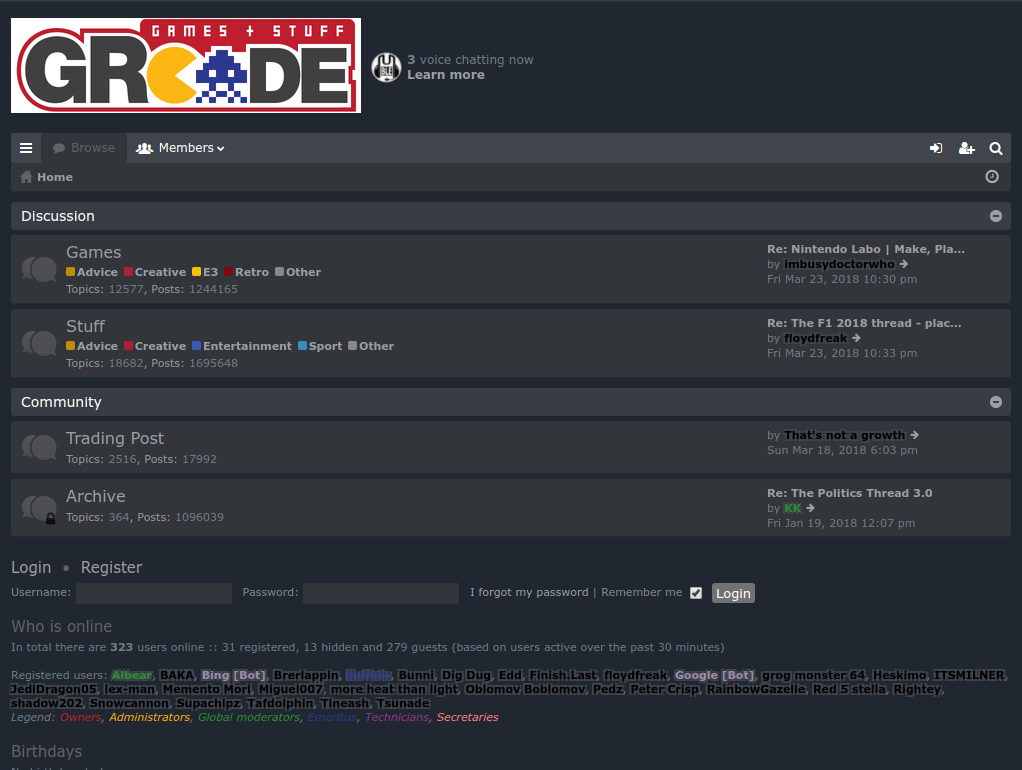 GAMES + STUFF
GRCADE
3 voice chatting now
Learn more
Browse
Members
Home
Discussion
Games
Advice Creative E3 Retro Other
Topics: 12577, Posts: 1244165
Re: Nintendo Labo | Make, Pla...
by imbusydoctorwho
Fri Mar 23, 2018 10:30 pm
Stuff
Advice Creative Entertainment Sport Other
Topics: 18682, Posts: 1695648
Re: The F1 2018 thread - plac...
by floydfreak
Fri Mar 23, 2018 10:33 pm
Community
Trading Post
Topics: 2516, Posts: 17992
by That's not a growth
Sun Mar 18, 2018 6:03 pm
Archive
Topics: 364, Posts: 1096039
Re: The Politics Thread 3.0
by KK
Fri Jan 19, 2018 12:07 pm
Login • Register
Username: Password: I forgot my password | Remember me Login
Who is online
In total there are 323 users online :: 31 registered, 13 hidden and 279 guests (based on users active over the past 30 minutes)
Registered users: Albear, BAKA, Bing [Bot], Brerlappin, Bunni, Dig Dug, Edd, Finish.Last, floydfreak, Google [Bot], grog monster 64, Heskimo, ITSMILNER,
JediDragon05, lex-man, Memento Mori, Miguel007, more heat than light, Oblomov Boblomov, Pedz, Peter Crisp, RainbowGazelle, Red 5 stella, Rightey,
shadow202, Snowcannon, Supachipz, Tafdolphin, Tineash, Tsunade
Legend: Owners, Administrators, Global moderators, Emeritus, Technicians, Secretaries
Birthdays